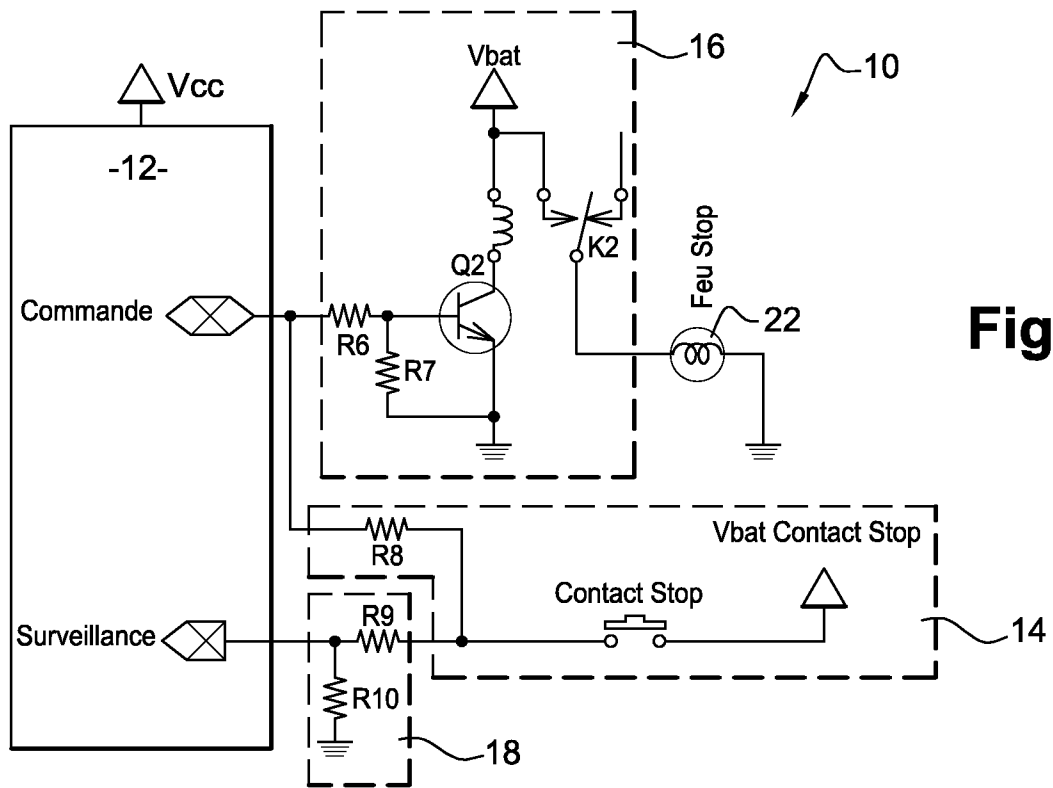 Vbat
16
10
Vcc
-12-
Q2
K2
Feu Stop
22
Commande
R6
R7
Fig
R8
Vbat Contact Stop
Contact Stop
14
Surveillance
R9
R10
18